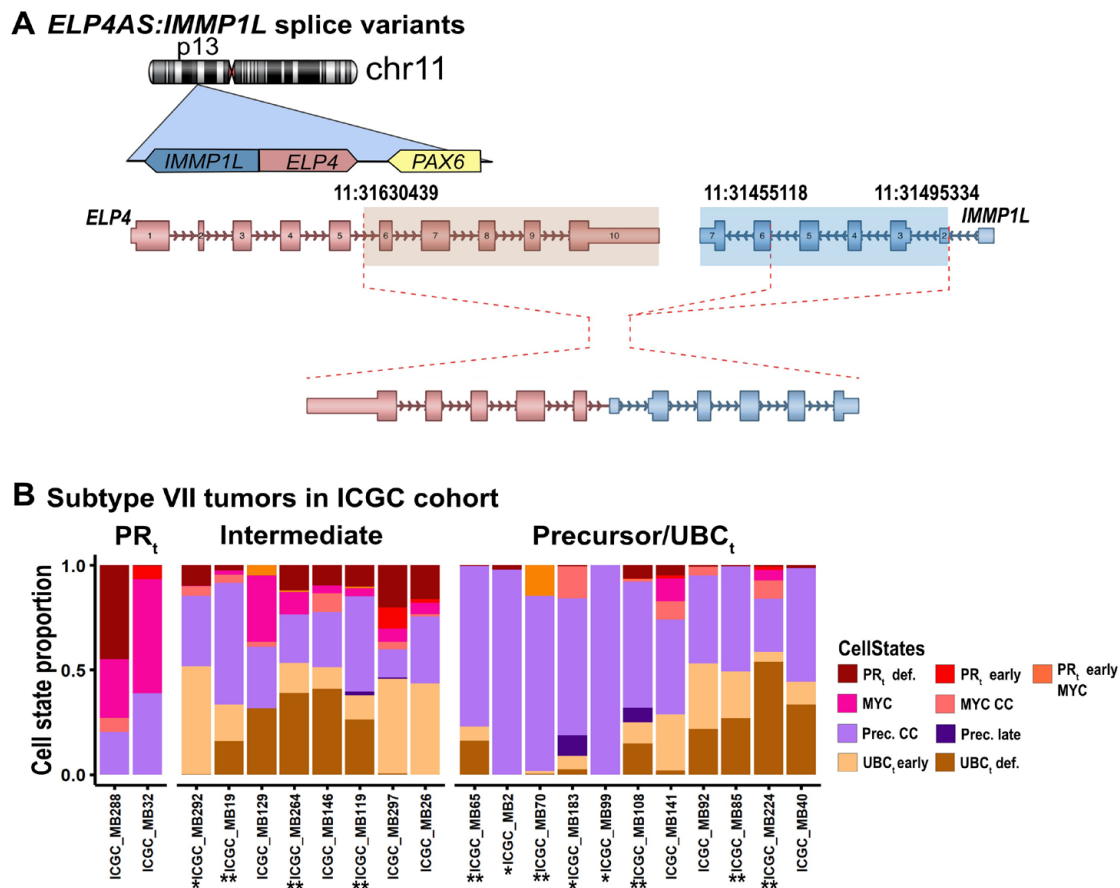 A ELP4AS:IMMP1L splice variants
p13
chr11
IMMP1L ELP4 PAX6
11:31630439 11:31455118 11:31495334
ELP4 IMMP1L
1 2 3 4 5 6 7 8 9 10 7 6 5 4 3 2
B Subtype VII tumors in ICGC cohort
PRt Intermediate Precursor/UBCt
Cell state proportion
1.0
0.5
0.0
ICGC_MB288
ICGC_MB32
*ICGC_MB292
**ICGC_MB19
ICGC_MB129
**ICGC_MB264
ICGC_MB146
**ICGC_MB119
ICGC_MB297
ICGC_MB26
**ICGC_MB65
*ICGC_MB2
**ICGC_MB70
*ICGC_MB183
*ICGC_MB99
**ICGC_MB108
ICGC_MB141
ICGC_MB92
**ICGC_MB85
**ICGC_MB224
ICGC_MB40
CellStates
PRt def. PRt early PRt early MYC
MYC MYC CC
Prec. CC Prec. late
UBCt early UBCt def.